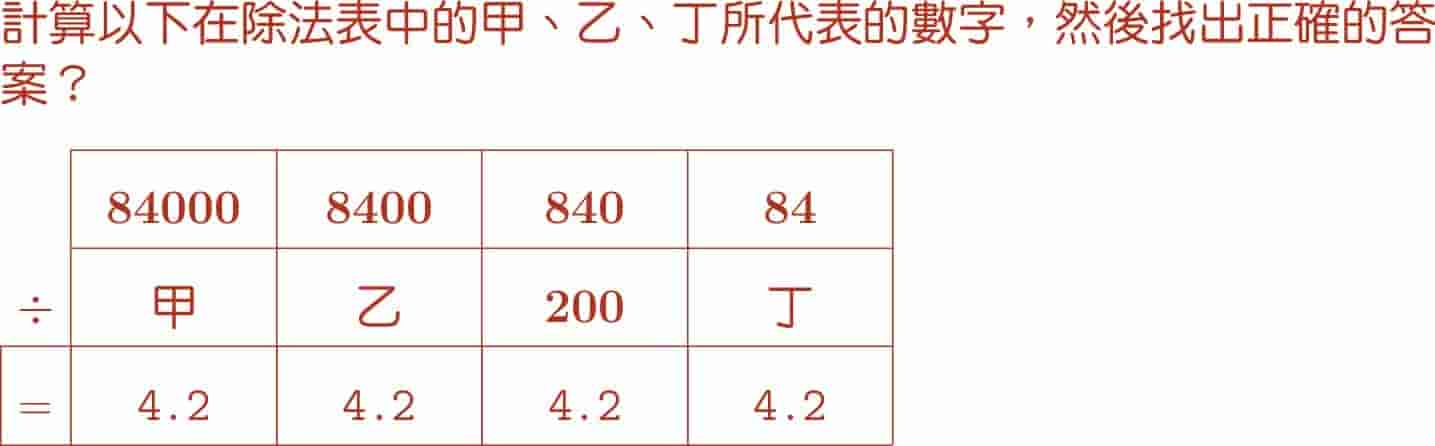 計算以下在除法表中的甲、乙、丁所代表的數字，然後找出正確的答
案？
84000 8400 840 84
÷ 甲 乙 200 丁
= 4.2 4.2 4.2 4.2